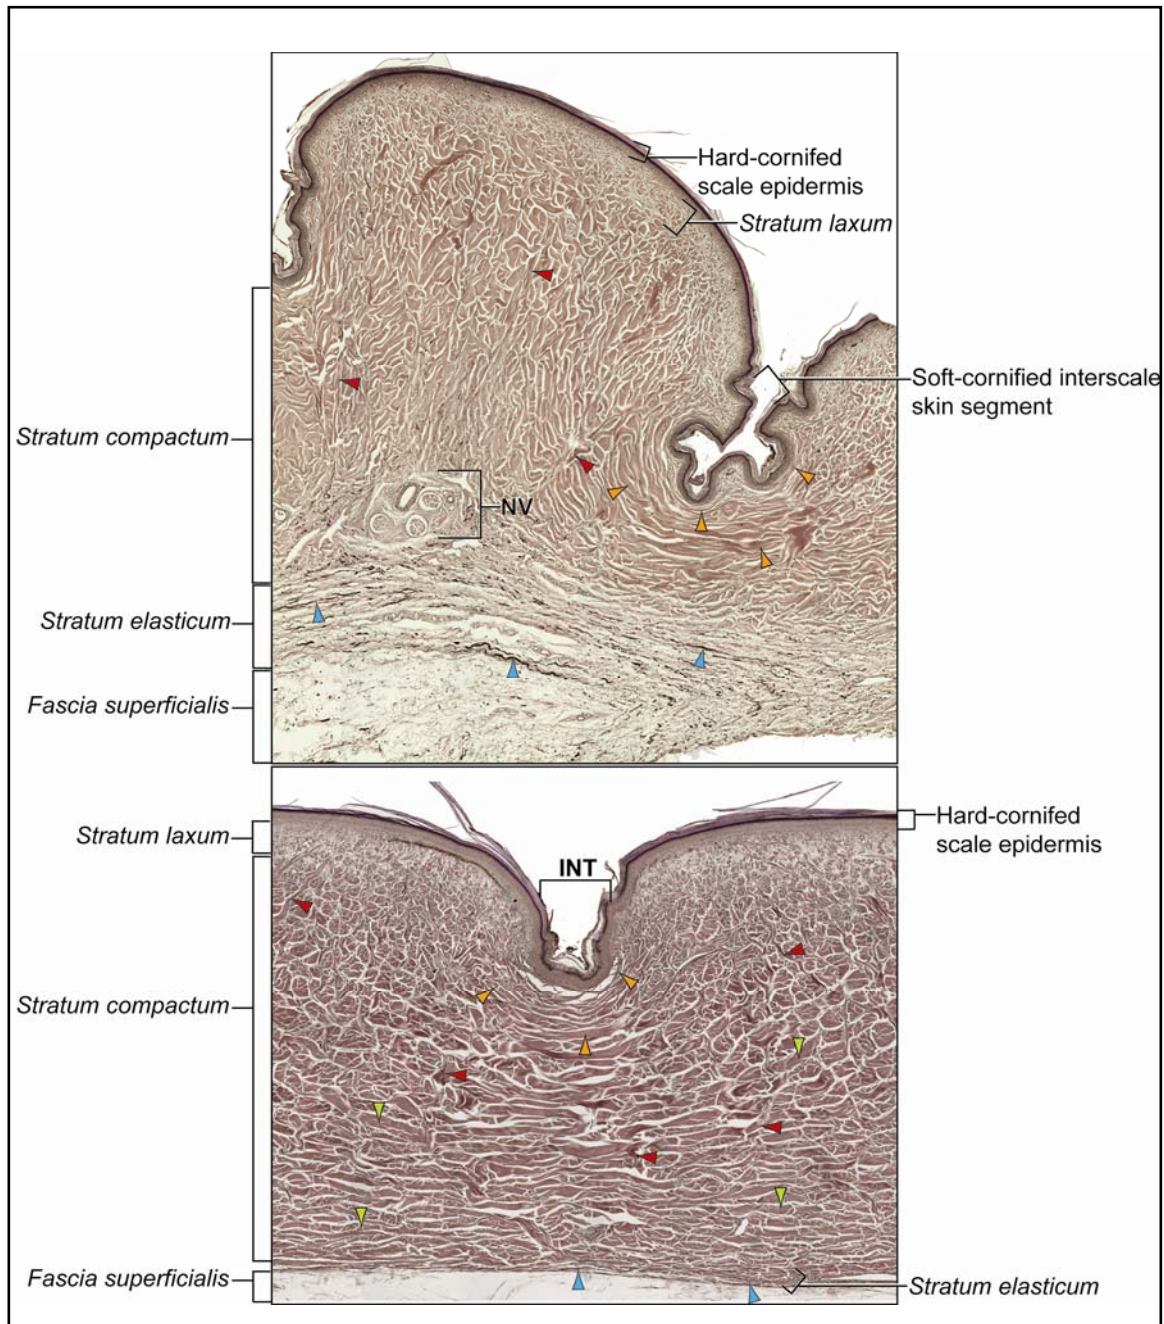 Hard-cornifed
scale epidermis
Stratum laxum
Soft-cornified interscale
skin segment
Stratum compactum
NV
Stratum elasticum
Fascia superficialis
Stratum laxum
Hard-cornifed
scale epidermis
INT
Stratum compactum
Fascia superficialis
Stratum elasticum